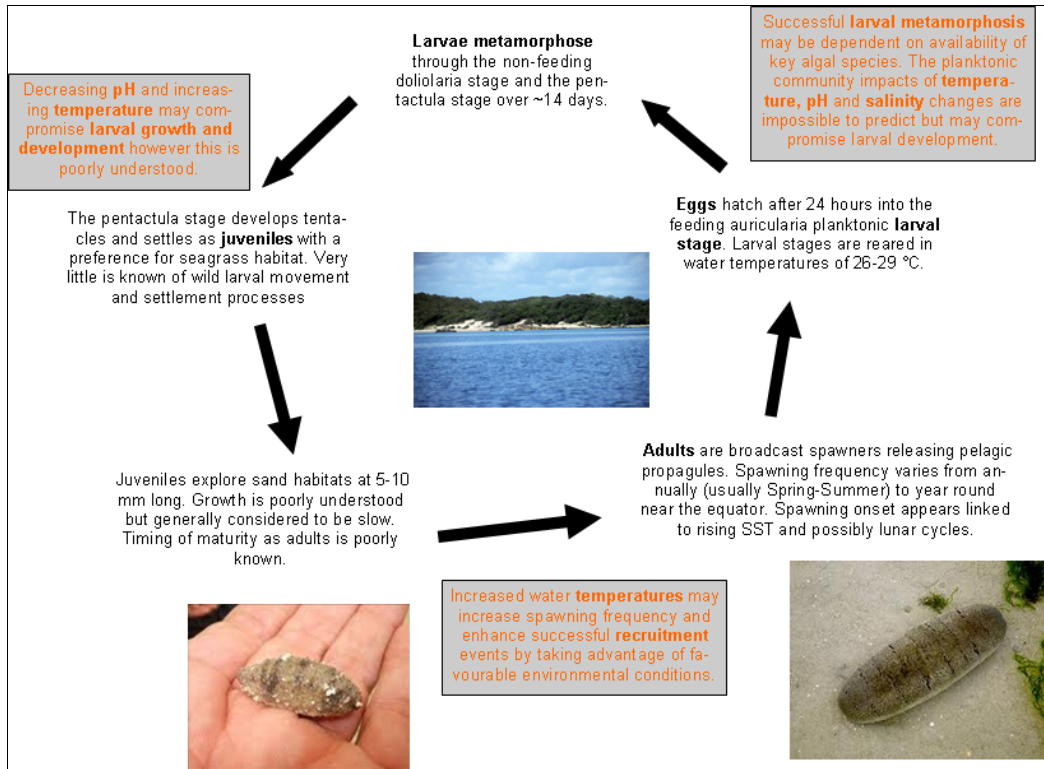 Larvae metamorphose
through the non-feeding
doliolaria stage and the pen-
tactula stage over ~14 days.
Successful larval metamorphosis
may be dependent on availability of
key algal species. The planktonic
community impacts of tempera-
ture, pH and salinity changes are
impossible to predict but may com-
promise larval development.
Decreasing pH and increas-
ing temperature may com-
promise larval growth and
development however this is
poorly understood.
Eggs hatch after 24 hours into the
feeding auricularia planktonic larval
stage. Larval stages are reared in
water temperatures of 26-29 °C.
The pentactula stage develops tenta-
cles and settles as juveniles with a
preference for seagrass habitat. Very
little is known of wild larval movement
and settlement processes
Adults are broadcast spawners releasing pelagic
propagules. Spawning frequency varies from an-
nually (usually Spring-Summer) to year round
near the equator. Spawning onset appears linked
to rising SST and possibly lunar cycles.
Juveniles explore sand habitats at 5-10
mm long. Growth is poorly understood
but generally considered to be slow.
Timing of maturity as adults is poorly
known.
Increased water temperatures may
increase spawning frequency and
enhance successful recruitment
events by taking advantage of fa-
vourable environmental conditions.